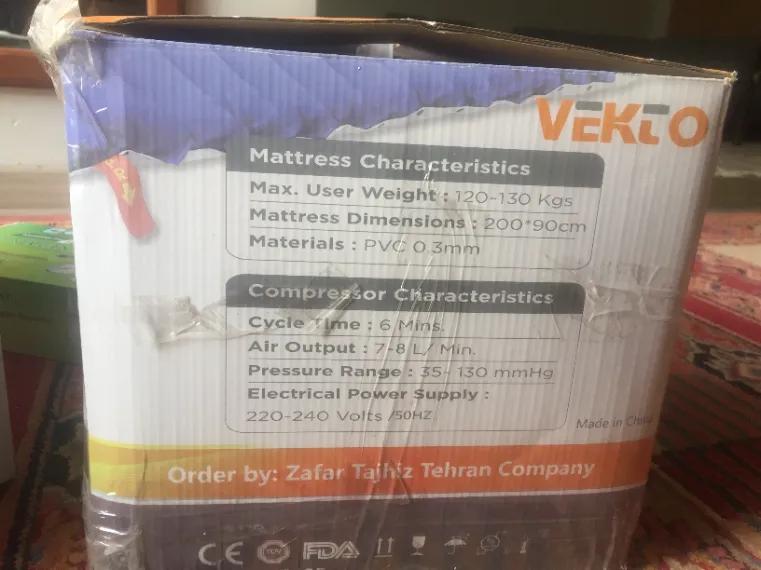 VEKTO
Mattress Characteristics
Max. User Weight : 120-130 Kgs
Mattress Dimensions : 200*90cm
Materials : PVC 0.3mm
Compressor Characteristics
Cycle Time : 6 Mins.
Air Output : 7-8 L/ Min.
Pressure Range : 35- 130 mmHg
Electrical Power Supply :
220-240 Volts /50HZ
Made in China
Order by: Zafar Tajhiz Tehran Company
CE TÜV FDA